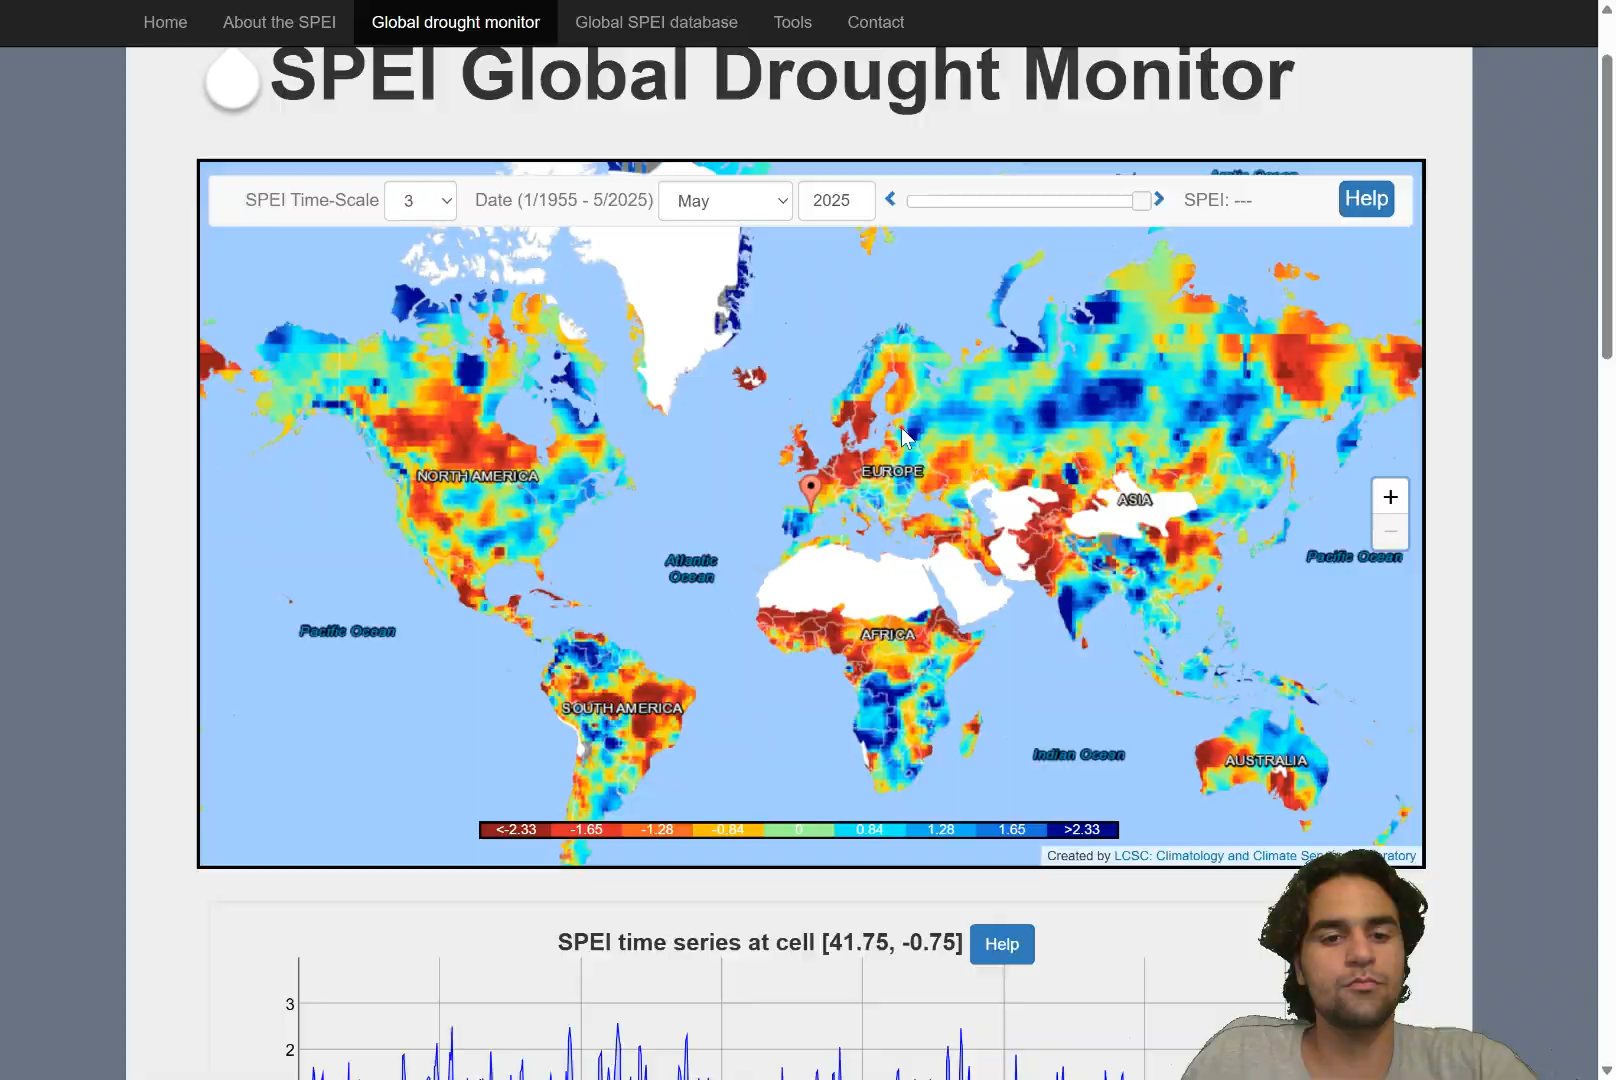 Home About the SPEI Global drought monitor Global SPEI database Tools Contact
SPEI Global Drought Monitor
SPEI Time-Scale 3 Date (1/1955 - 5/2025) May 2025 SPEI: --- Help
NORTH AMERICA
EUROPE
ASIA
+
−
Atlantic
Ocean
Pacific Ocean
Pacific Ocean
AFRICA
SOUTH AMERICA
Indian Ocean
AUSTRALIA
<-2.33 -1.65 -1.28 -0.84 0 0.84 1.28 1.65 >2.33
Created by LCSC: Climatology and Climate
SPEI time series at cell [41.75, -0.75] Help
3
2